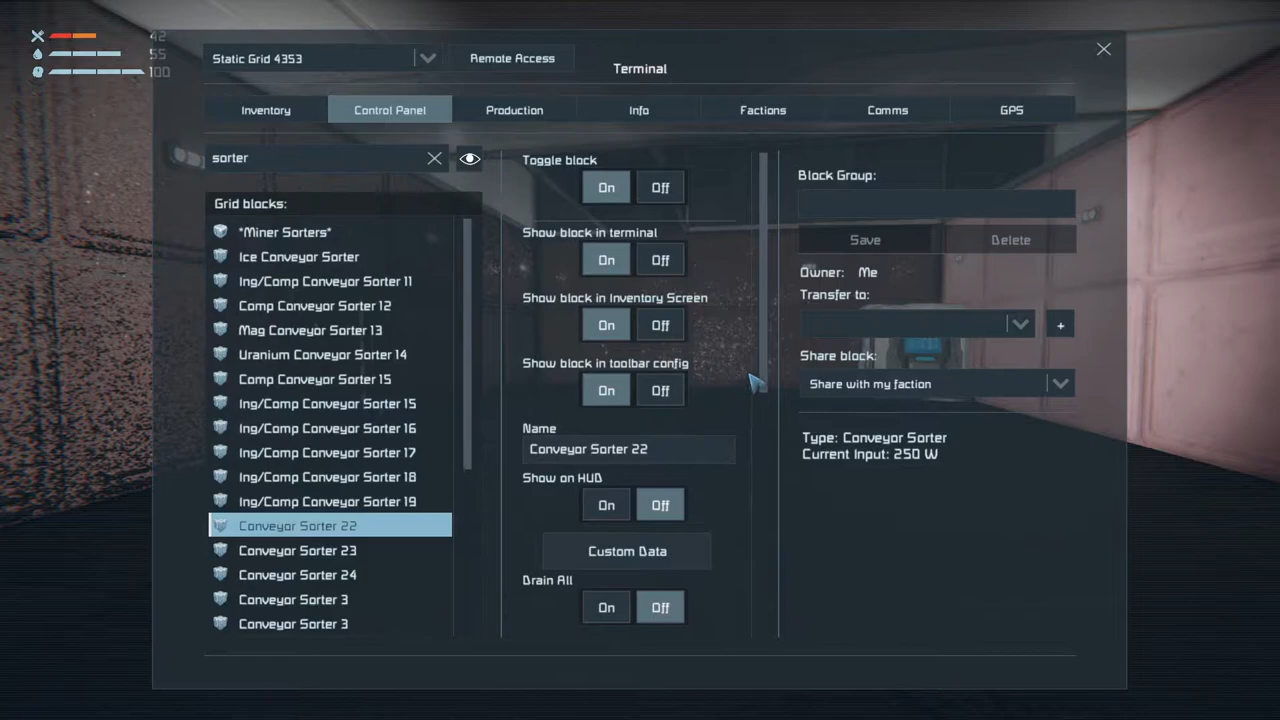 42
55
100
Static Grid 4353
Remote Access
Terminal
Inventory
Control Panel
Production
Info
Factions
Comms
GPS
sorter
Grid blocks:
*Miner Sorters*
Ice Conveyor Sorter
Ing/Comp Conveyor Sorter 11
Comp Conveyor Sorter 12
Mag Conveyor Sorter 13
Uranium Conveyor Sorter 14
Comp Conveyor Sorter 15
Ing/Comp Conveyor Sorter 15
Ing/Comp Conveyor Sorter 16
Ing/Comp Conveyor Sorter 17
Ing/Comp Conveyor Sorter 18
Ing/Comp Conveyor Sorter 19
Conveyor Sorter 22
Conveyor Sorter 23
Conveyor Sorter 24
Conveyor Sorter 3
Conveyor Sorter 3
Toggle block
On Off
Show block in terminal
On Off
Show block in Inventory Screen
On Off
Show block in toolbar config
On Off
Name
Conveyor Sorter 22
Show on HUD
On Off
Custom Data
Drain All
On Off
Block Group:
Save
Delete
Owner: Me
Transfer to:
+
Share block:
Share with my faction
Type: Conveyor Sorter
Current Input: 250 W